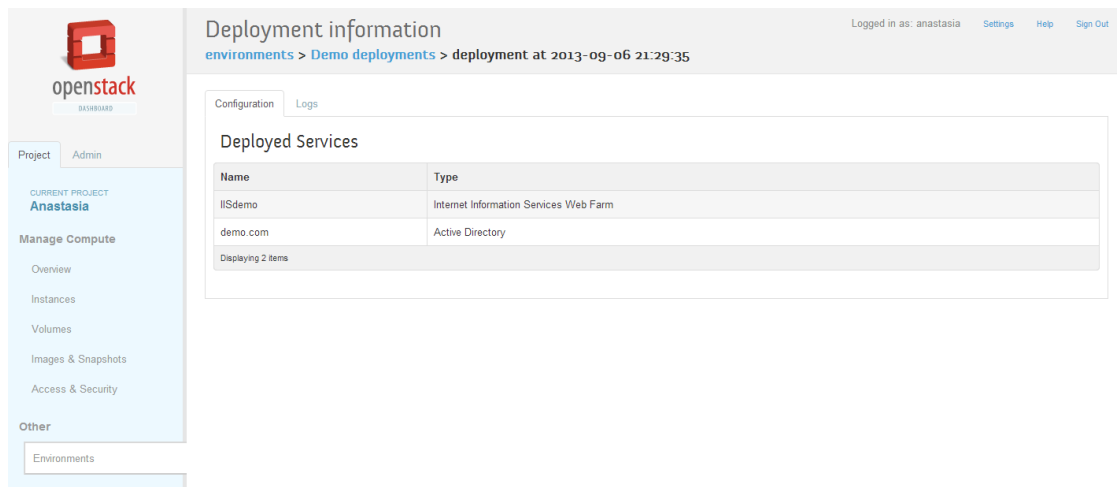 openstack
DASHBOARD
Project Admin
CURRENT PROJECT
Anastasia
Manage Compute
Overview
Instances
Volumes
Images & Snapshots
Access & Security
Other
Environments
Deployment information
Logged in as: anastasia Settings Help Sign Out
environments > Demo deployments > deployment at 2013-09-06 21:29:35
Configuration Logs
Deployed Services
Name Type
IISdemo Internet Information Services Web Farm
demo.com Active Directory
Displaying 2 items